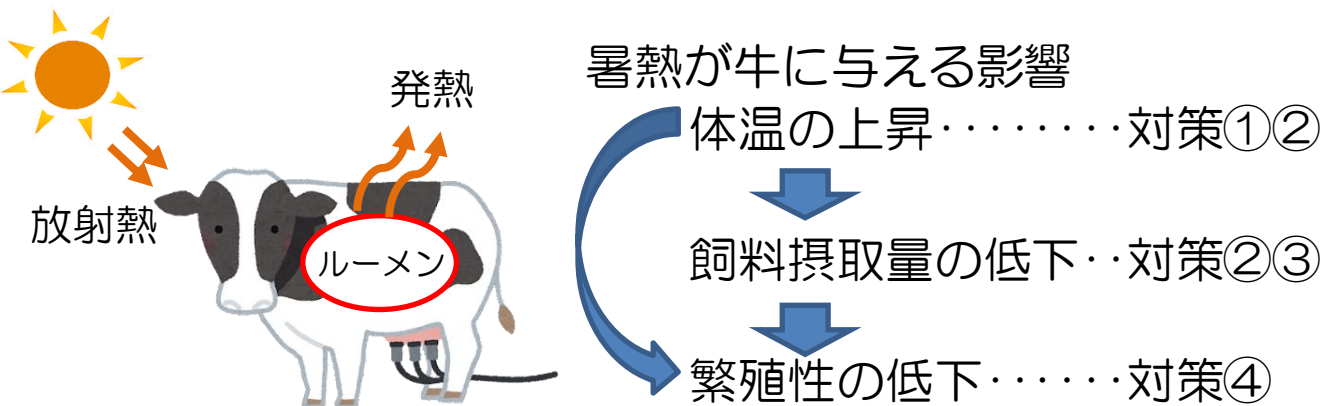 発熱
放射熱
ルーメン
暑熱が牛に与える影響
体温の上昇········対策①②
飼料摂取量の低下··対策②③
繁殖性の低下······対策④